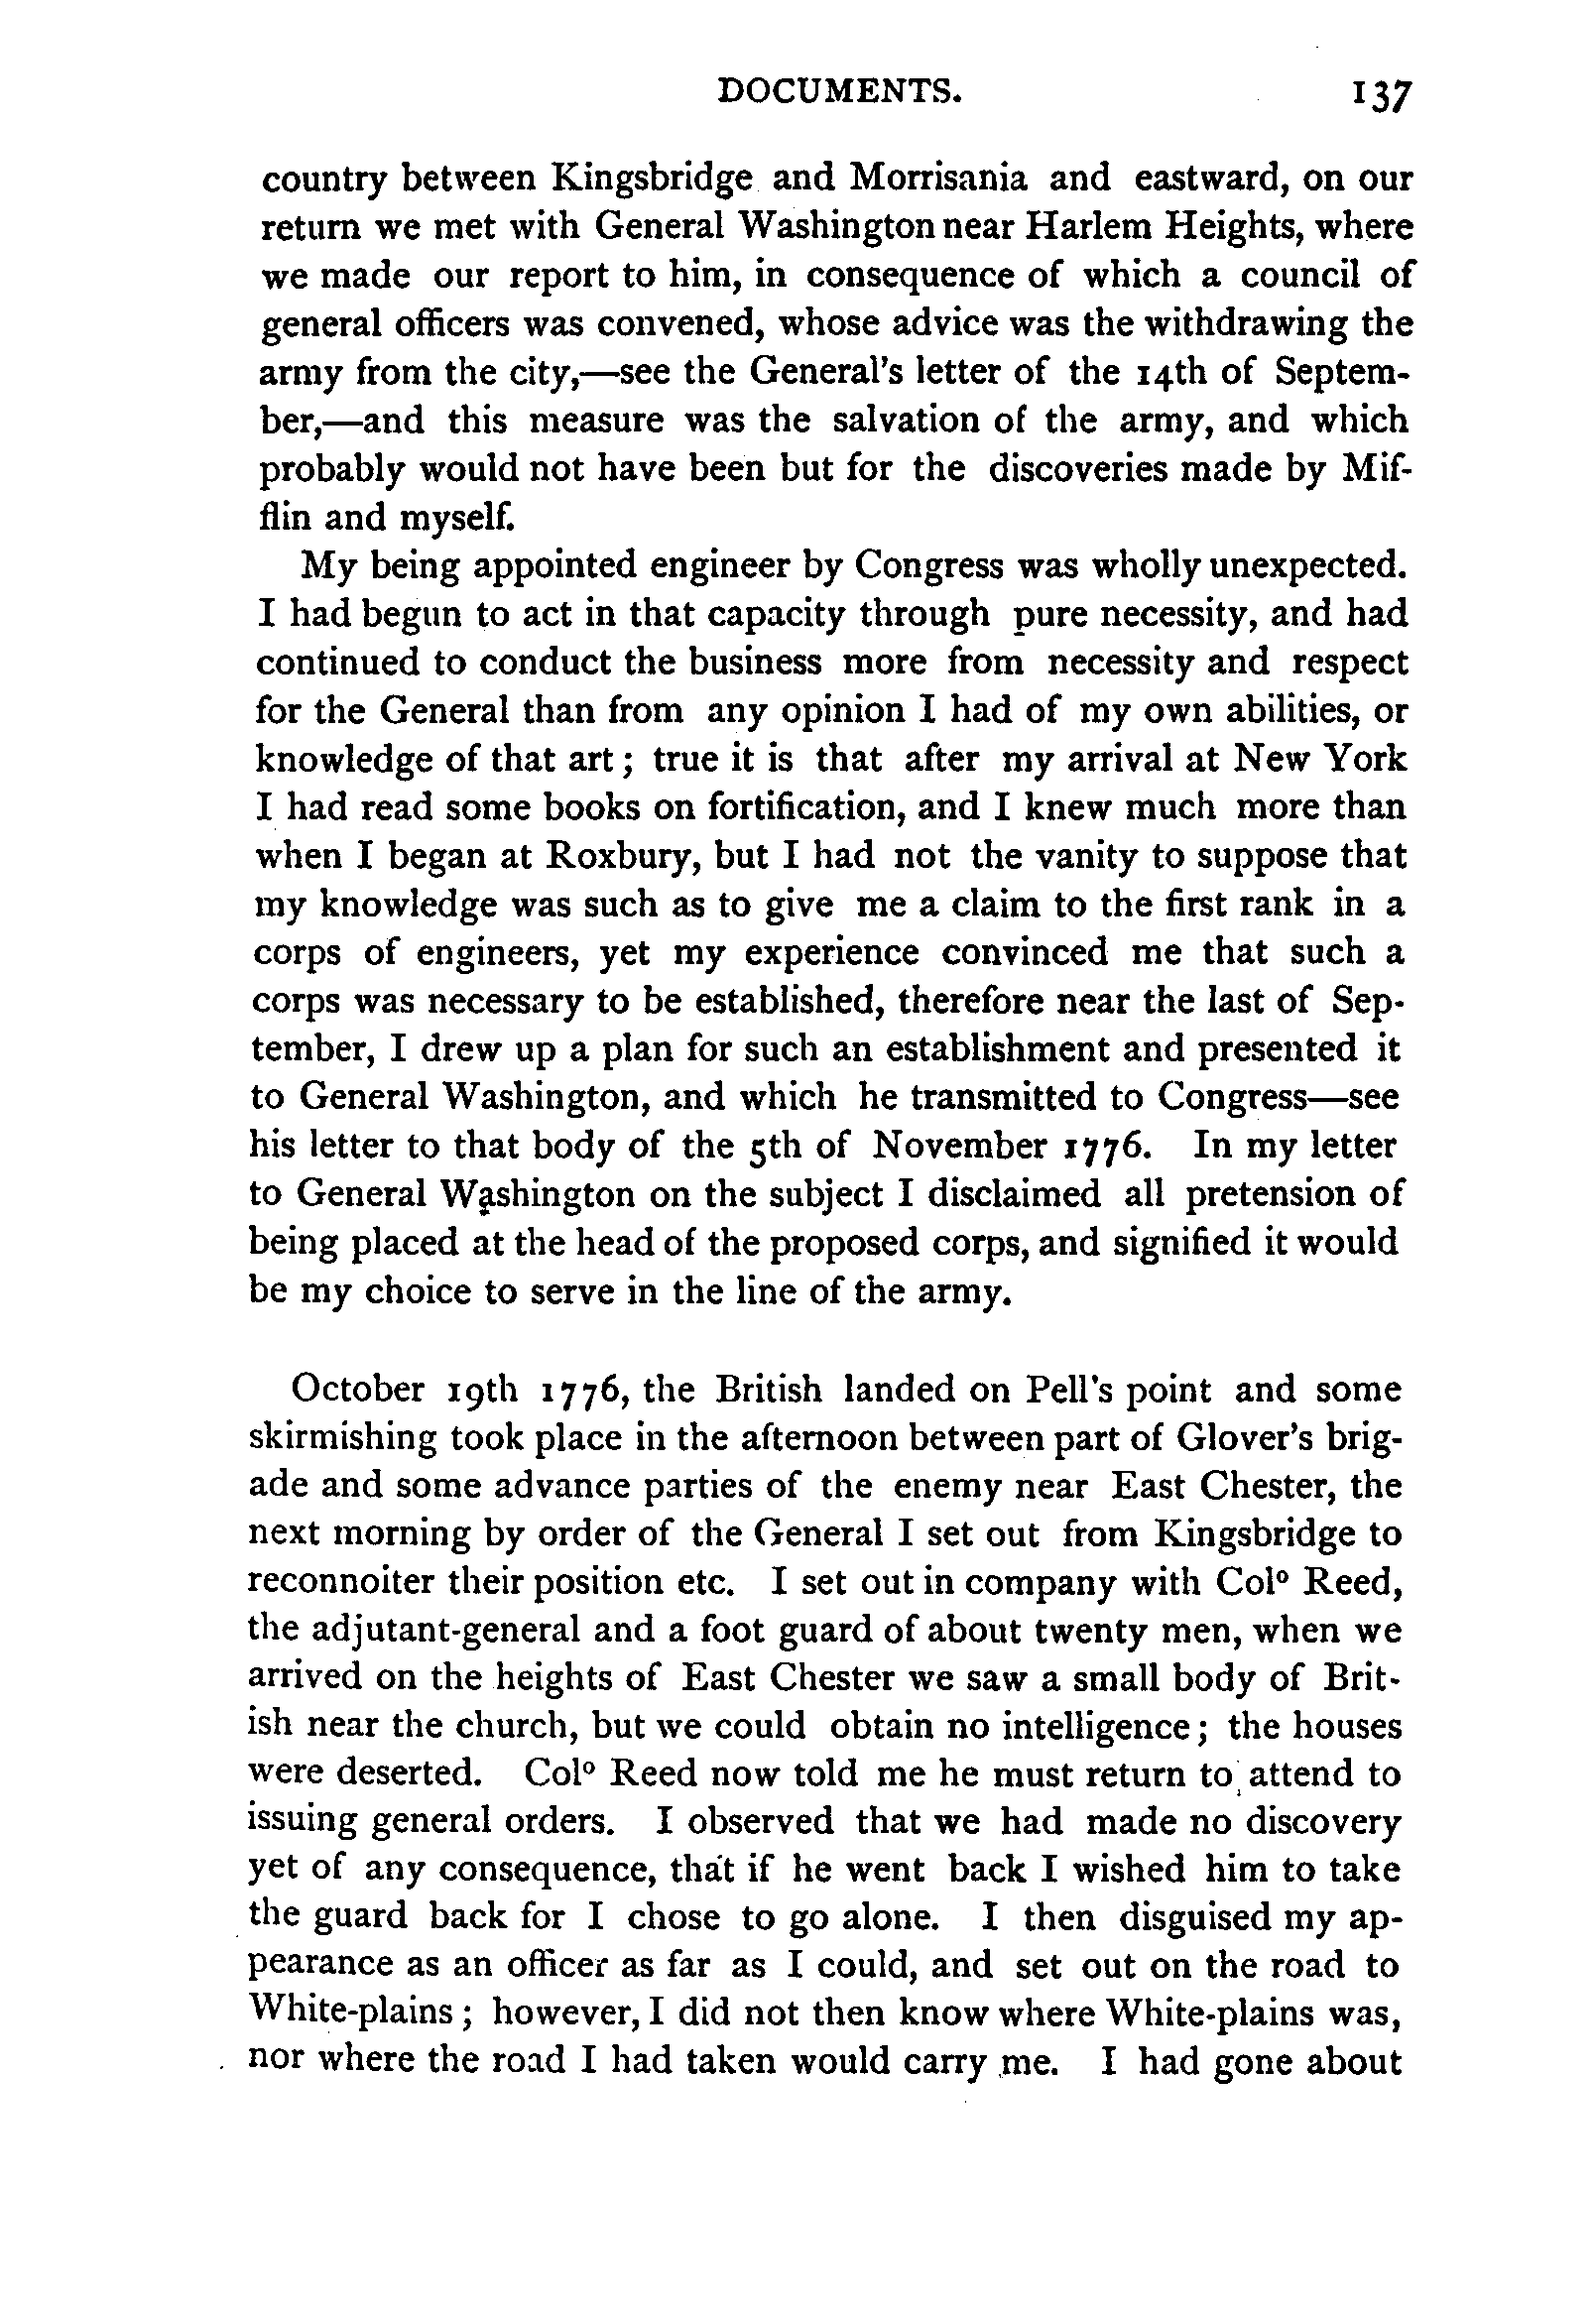 DOCUMENTS. 137
country between Kingsbridge and Morrisania and eastward, on our
return we met with General Washington near Harlem Heights, where
we made our report to him, in consequence of which a council of
general officers was convened, whose advice was the withdrawing the
army from the city,—see the General's letter of the 14th of Septem-
ber,—and this measure was the salvation of the army, and which
probably would not have been but for the discoveries made by Mif-
flin and myself.
My being appointed engineer by Congress was wholly unexpected.
I had begun to act in that capacity through pure necessity, and had
continued to conduct the business more from necessity and respect
for the General than from any opinion I had of my own abilities, or
knowledge of that art; true it is that after my arrival at New York
I had read some books on fortification, and I knew much more than
when I began at Roxbury, but I had not the vanity to suppose that
my knowledge was such as to give me a claim to the first rank in a
corps of engineers, yet my experience convinced me that such a
corps was necessary to be established, therefore near the last of Sep-
tember, I drew up a plan for such an establishment and presented it
to General Washington, and which he transmitted to Congress—see
his letter to that body of the 5th of November 1776. In my letter
to General Washington on the subject I disclaimed all pretension of
being placed at the head of the proposed corps, and signified it would
be my choice to serve in the line of the army.
October 19th 1776, the British landed on Pell's point and some
skirmishing took place in the afternoon between part of Glover's brig-
ade and some advance parties of the enemy near East Chester, the
next morning by order of the General I set out from Kingsbridge to
reconnoiter their position etc. I set out in company with Colº Reed,
the adjutant-general and a foot guard of about twenty men, when we
arrived on the heights of East Chester we saw a small body of Brit-
ish near the church, but we could obtain no intelligence; the houses
were deserted. Colº Reed now told me he must return to attend to
issuing general orders. I observed that we had made no discovery
yet of any consequence, that if he went back I wished him to take
the guard back for I chose to go alone. I then disguised my ap-
pearance as an officer as far as I could, and set out on the road to
White-plains; however, I did not then know where White-plains was,
nor where the road I had taken would carry me. I had gone about